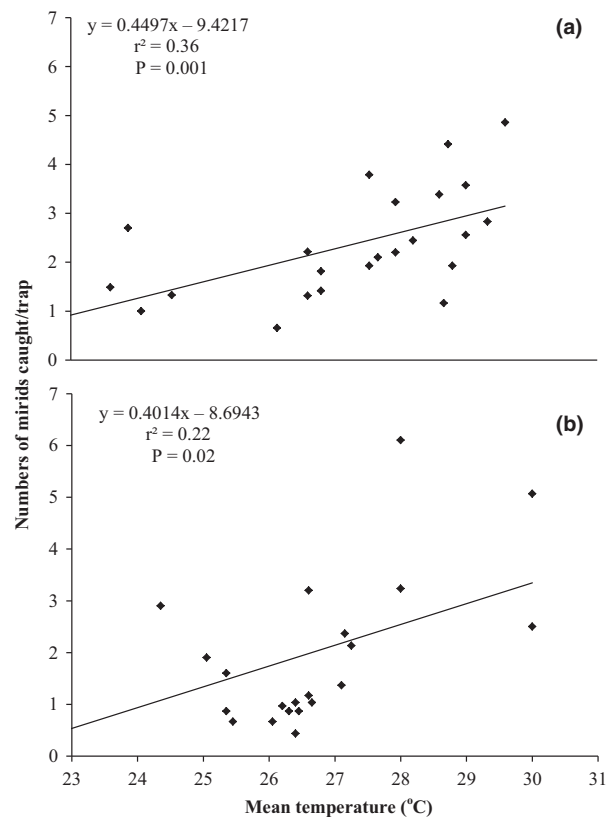 7
6
5
4
3
2
1
0
y = 0.4497x – 9.4217
r² = 0.36
P = 0.001
(a)
Numbers of mirids caught/trap
7
6
5
4
3
2
1
0
y = 0.4014x – 8.6943
r² = 0.22
P = 0.02
(b)
23 24 25 26 27 28 29 30 31
Mean temperature (°C)